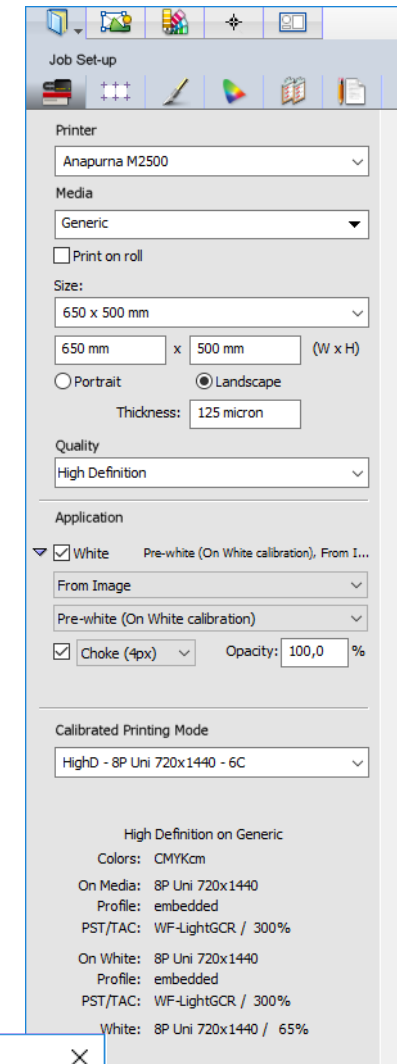 Job Set-up
Printer
Anapurna M2500
Media
Generic
Print on roll
Size:
650 x 500 mm
650 mm x 500 mm (W x H)
Portrait Landscape
Thickness: 125 micron
Quality
High Definition
Application
White Pre-white (On White calibration), From I...
From Image
Pre-white (On White calibration)
Choke (4px) Opacity: 100,0 %
Calibrated Printing Mode
HighD - 8P Uni 720x1440 - 6C
High Definition on Generic
Colors: CMYKcm
On Media: 8P Uni 720x1440
Profile: embedded
PST/TAC: WF-LightGCR / 300%
On White: 8P Uni 720x1440
Profile: embedded
PST/TAC: WF-LightGCR / 300%
White: 8P Uni 720x1440 / 65%